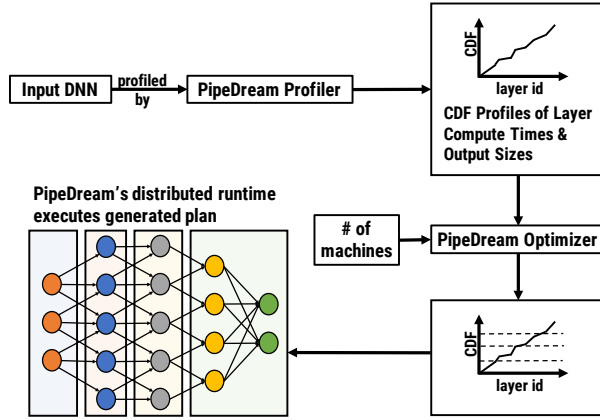 Input DNN
profiled
by
PipeDream Profiler
CDF
layer id
CDF Profiles of Layer
Compute Times &
Output Sizes
PipeDream's distributed runtime
executes generated plan
# of
machines
PipeDream Optimizer
CDF
layer id